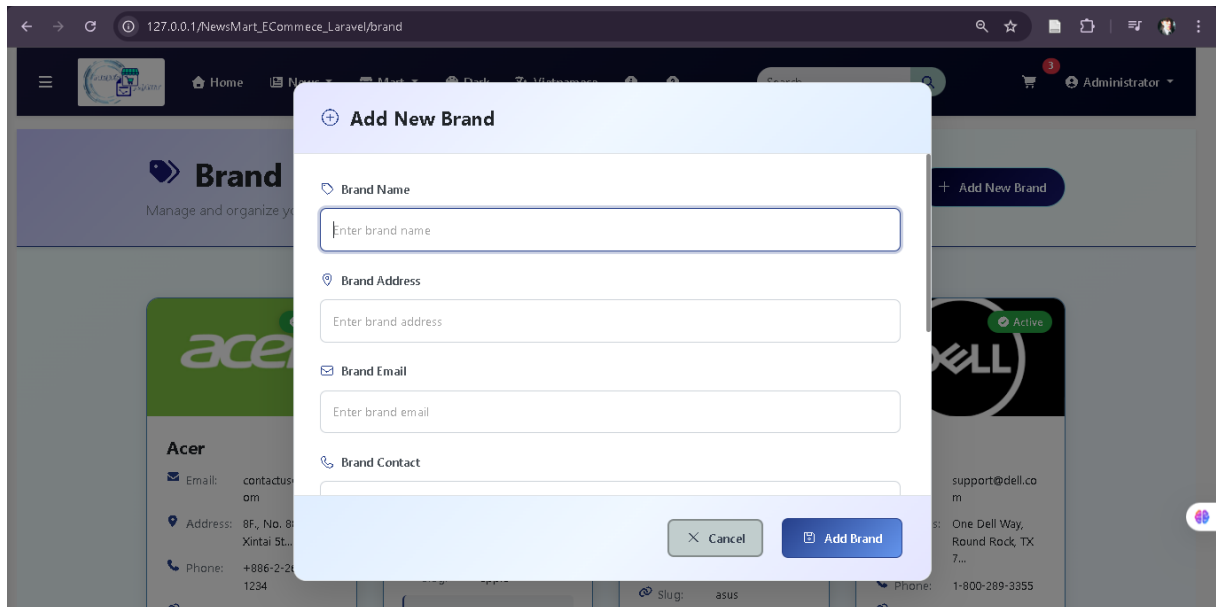 127.0.0.1/NewsMart_ECommece_Laravel/brand
Home
Search
3
Administrator
Add New Brand
Brand
Manage and organize yo
Add New Brand
Brand Name
Enter brand name
Brand Address
Enter brand address
Brand Email
Enter brand email
Brand Contact
Cancel
Add Brand
acer
Acer
Email: contactus
om
Address: 8F., No. 8
Xintai St...
Phone: +886-2-2
1234
Slug: asus
DELL
Active
support@dell.co
m
One Dell Way,
Round Rock, TX
7...
Phone: 1-800-289-3355